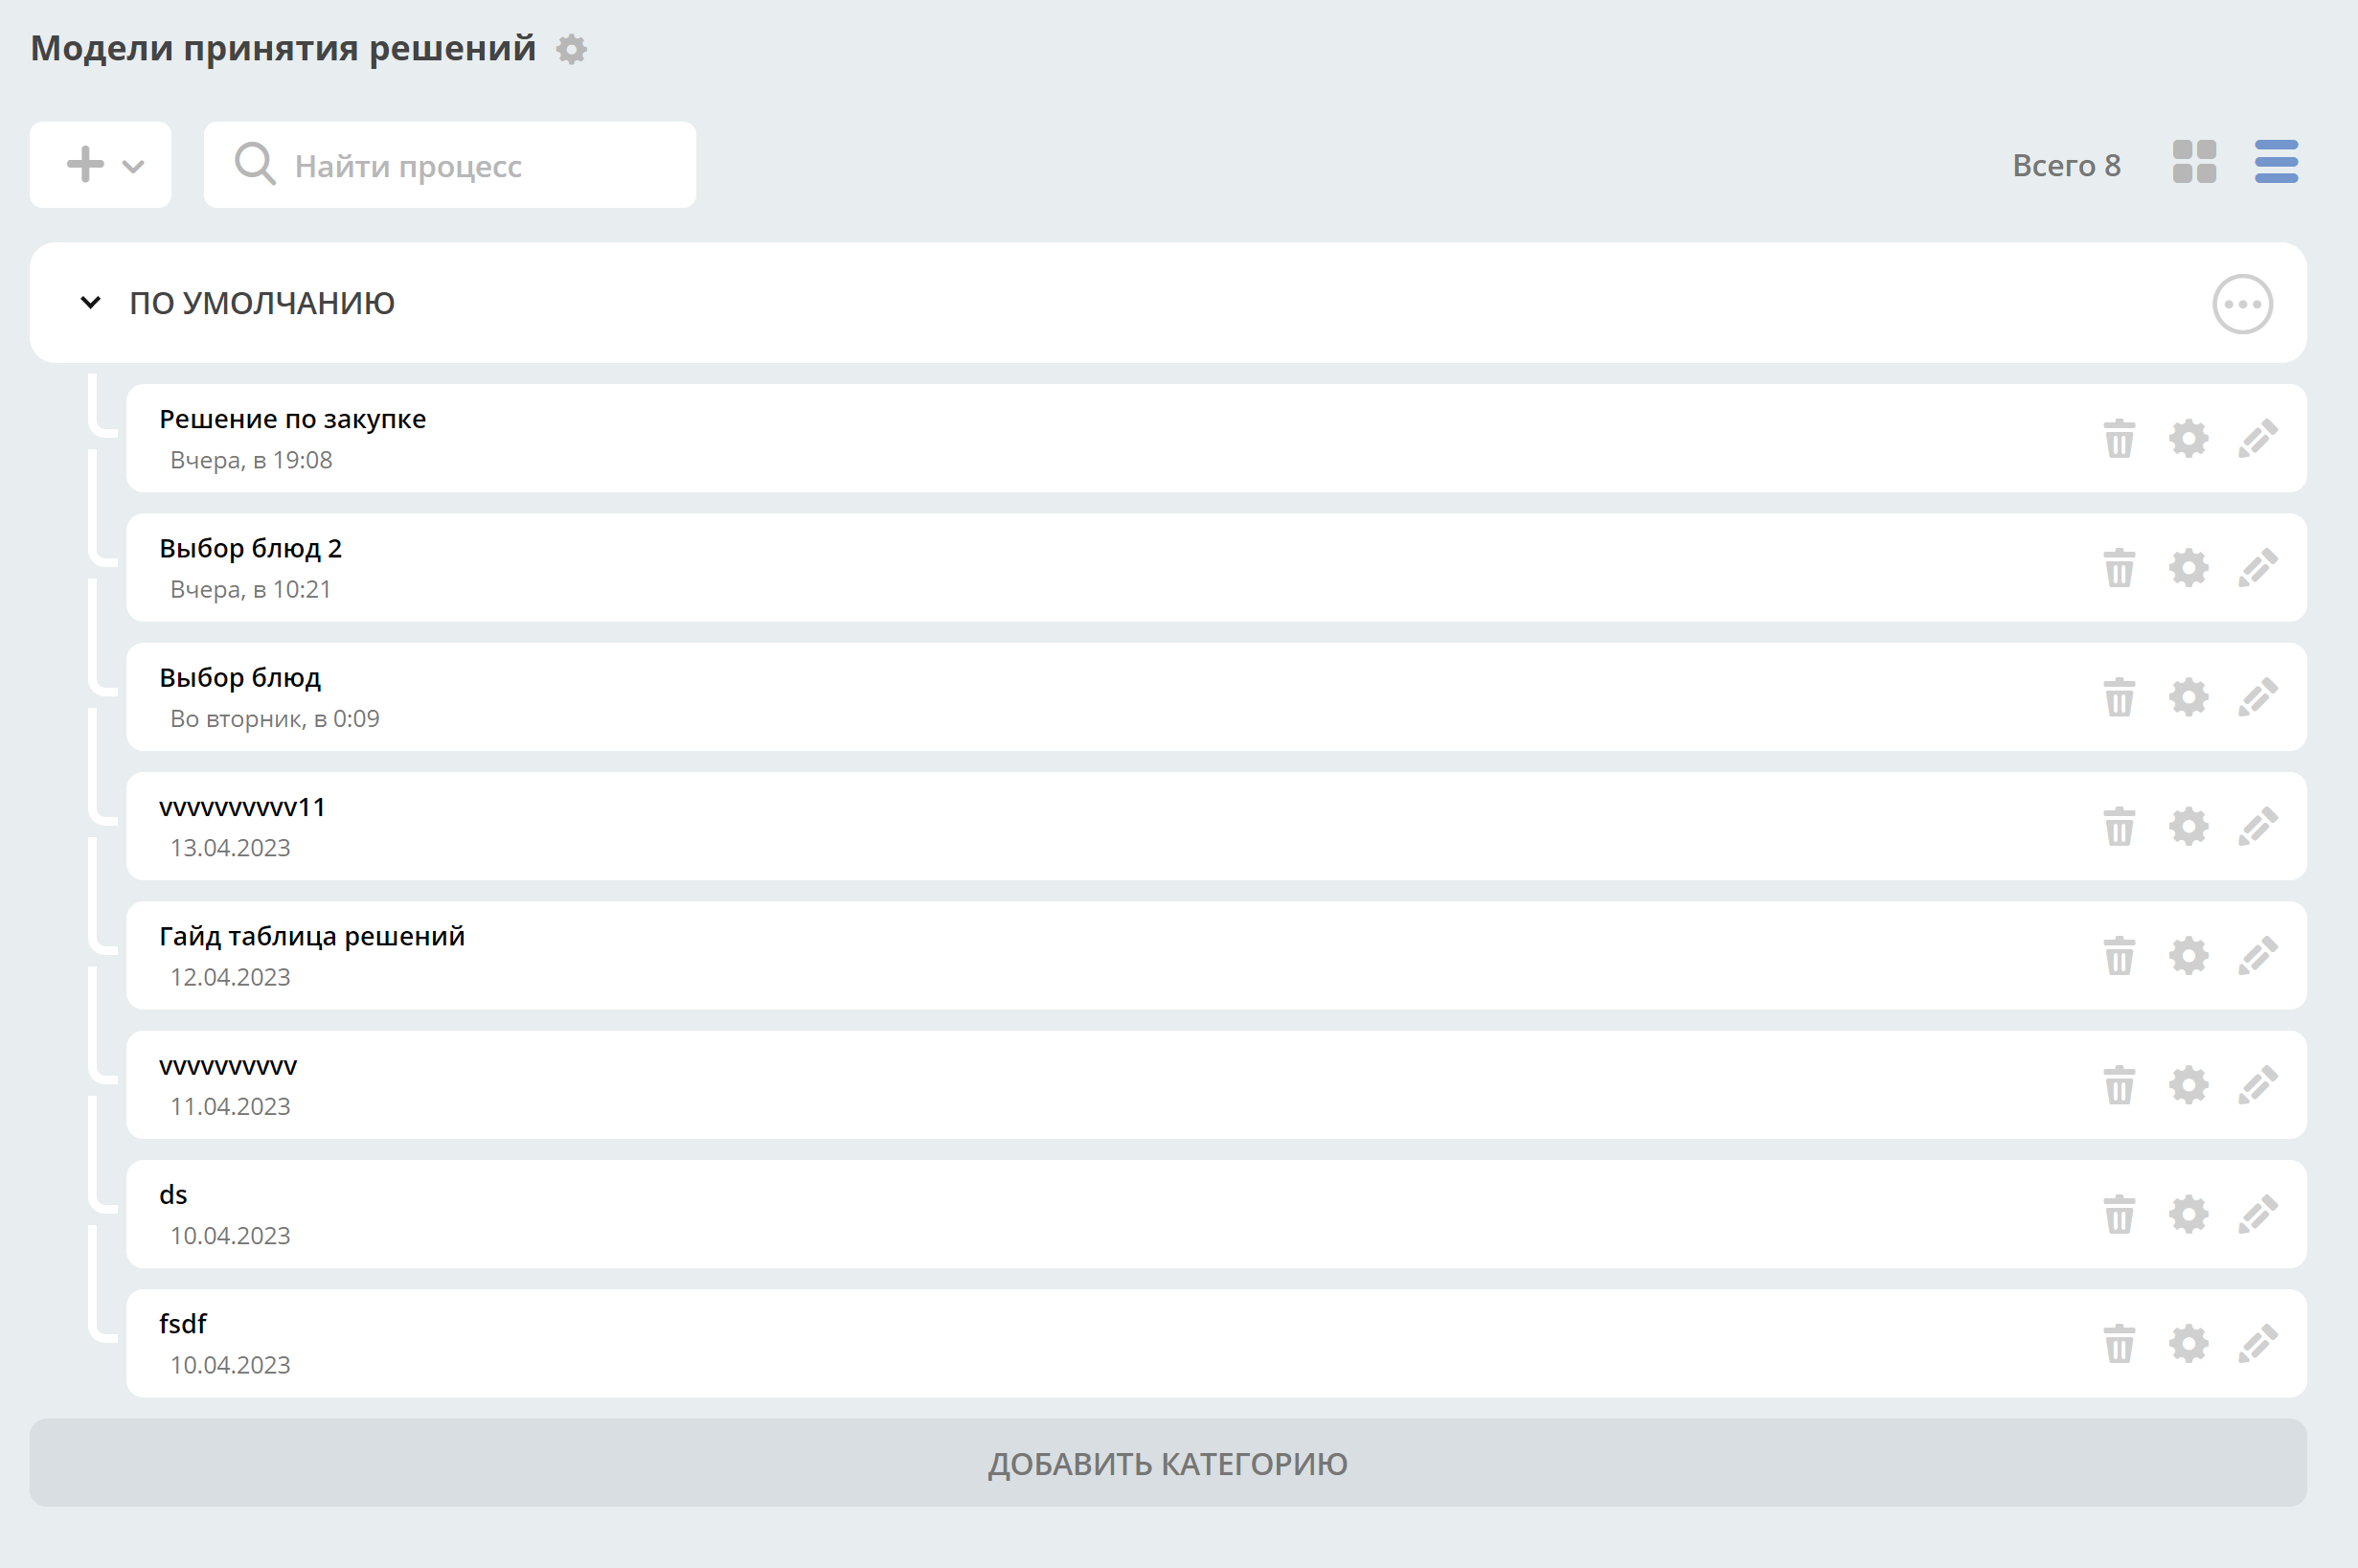 Модели принятия решений
Найти процесс
Всего 8
ПО УМОЛЧАНИЮ
Решение по закупке
Вчера, в 19:08
Выбор блюд 2
Вчера, в 10:21
Выбор блюд
Во вторник, в 0:09
vvvvvvvvvv11
13.04.2023
Гайд таблица решений
12.04.2023
vvvvvvvvvv
11.04.2023
ds
10.04.2023
fsdf
10.04.2023
ДОБАВИТЬ КАТЕГОРИЮ